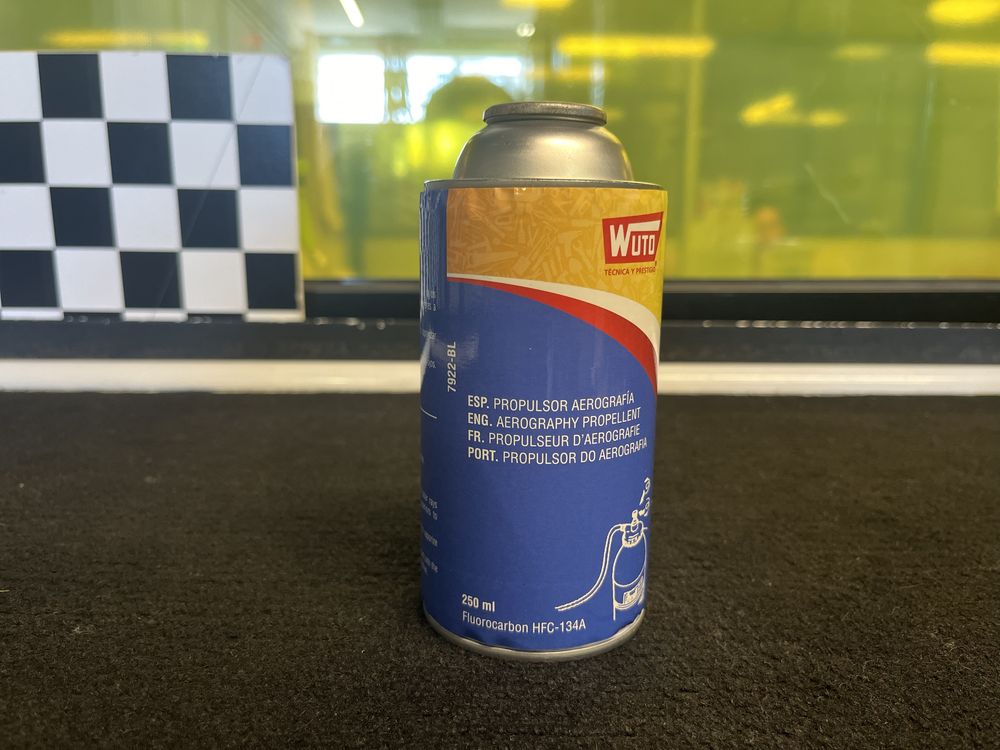 WUTO
TÉCNICA Y PRESTIGIO
7922-BL
ESP. PROPULSOR AEROGRAFÍA
ENG. AEROGRAPHY PROPELLENT
FR. PROPULSEUR D'AEROGRAFIE
PORT. PROPULSOR DO AEROGRAFIA
250 ml
Fluorocarbon HFC-134A